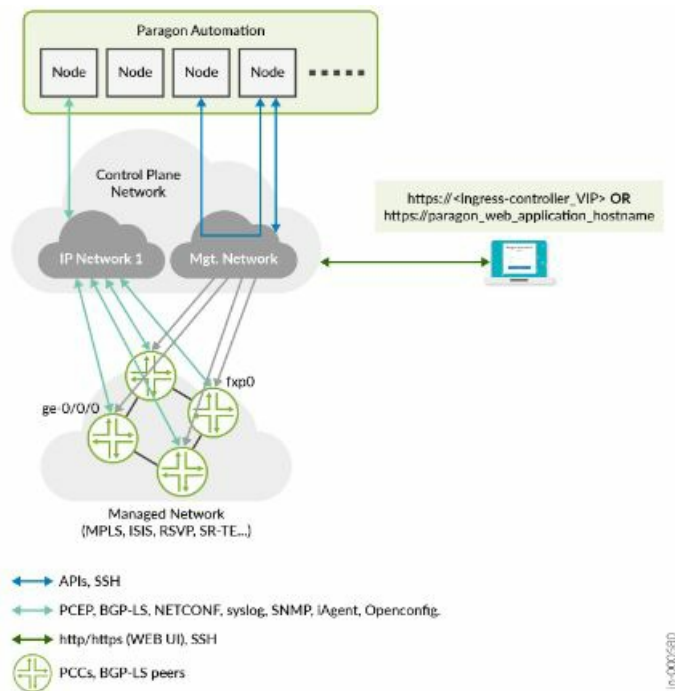 Paragon Automation
Node
Node
Node
Node
Control Plane
Network
https://<Ingress-controller_VIP> OR
https://paragon_web_application_hostname
IP Network 1
Mgt. Network
fxp0
ge-0/0/0
Managed Network
(MPLS, ISIS, RSVP, SR-TE...)
APIs, SSH
PCEP, BGP-LS, NETCONF, syslog, SNMP, iAgent, Openconfig.
http/https (WEB UI), SSH
PCCs, BGP-LS peers
jn-000580